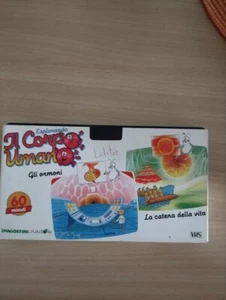 Esplorando
Il Corpo
Umano
Gli ormoni
60
minuti
La catena della vita
DeAGOSTINI
VHS